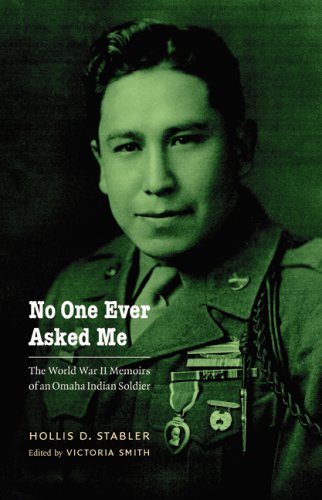 No One Ever
Asked Me
The World War II Memoirs
of an Omaha Indian Soldier
HOLLIS D. STABLER
Edited by VICTORIA SMITH